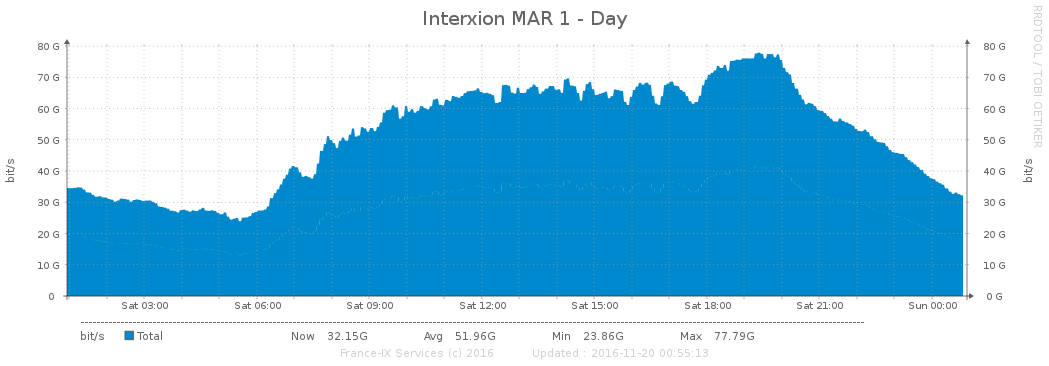 Interxion MAR 1 - Day
RRDTOOL / TOBI OETIKER
bit/s
80 G 80 G
70 G 70 G
60 G 60 G
50 G 50 G
40 G 40 G
30 G 30 G
20 G 20 G
10 G 10 G
0 0 G
bit/s
Sat 03:00 Sat 06:00 Sat 09:00 Sat 12:00 Sat 15:00 Sat 18:00 Sat 21:00 Sun 00:00
bit/s Total Now 32.15G Avg 51.96G Min 23.86G Max 77.79G
France-IX Services (c) 2016 Updated : 2016-11-20 00:55:13